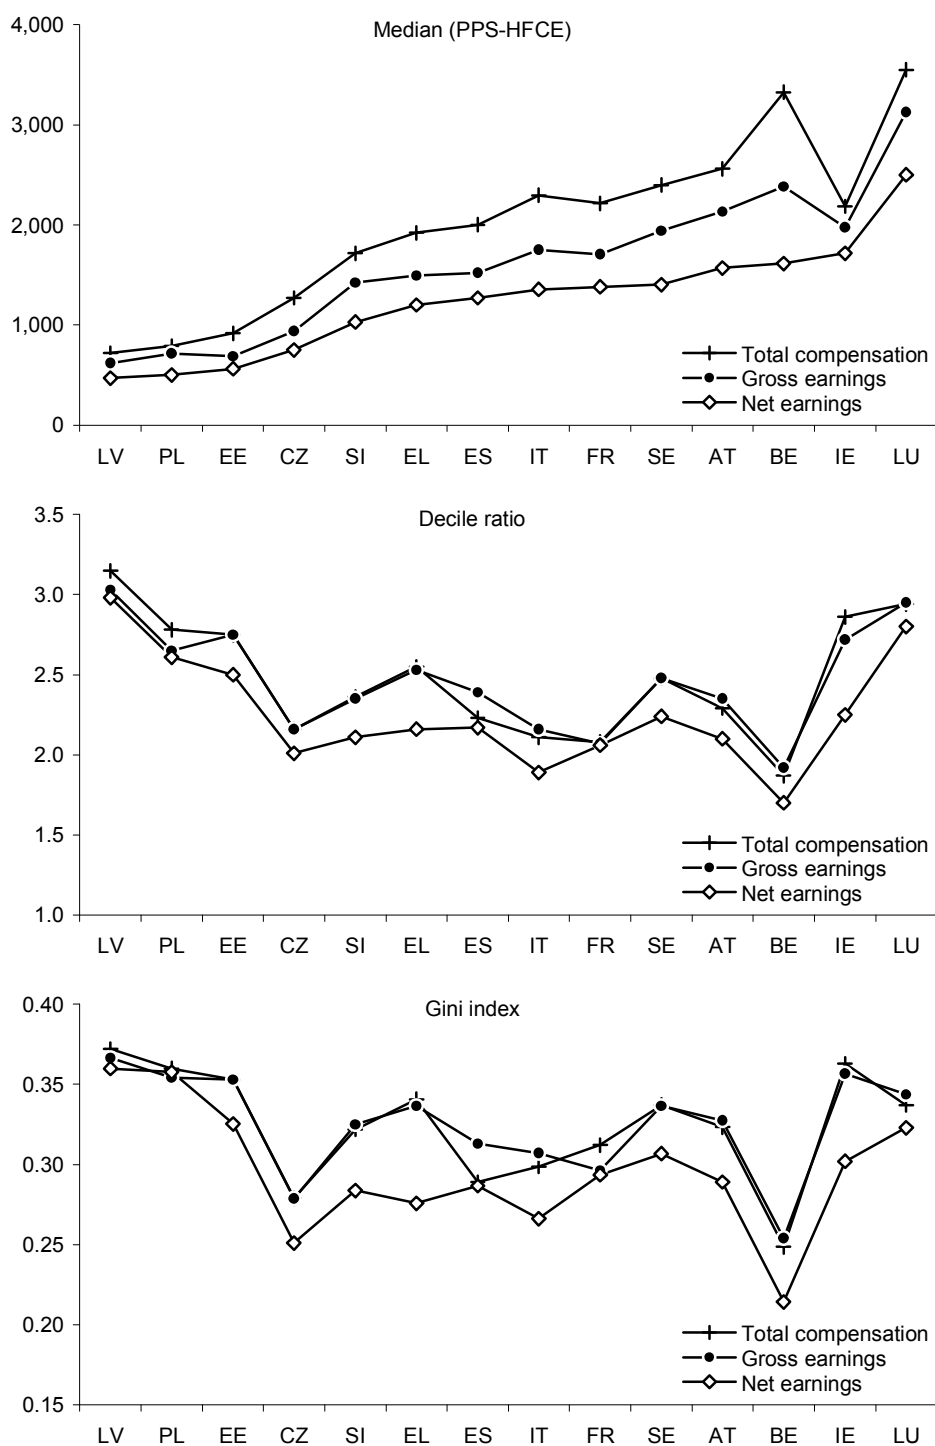 Median (PPS-HFCE)
4,000
3,000
2,000
1,000
0
Total compensation
Gross earnings
Net earnings
LV PL EE CZ SI EL ES IT FR SE AT BE IE LU
Decile ratio
3.5
3.0
2.5
2.0
1.5
1.0
Total compensation
Gross earnings
Net earnings
LV PL EE CZ SI EL ES IT FR SE AT BE IE LU
Gini index
0.40
0.35
0.30
0.25
0.20
0.15
Total compensation
Gross earnings
Net earnings
LV PL EE CZ SI EL ES IT FR SE AT BE IE LU